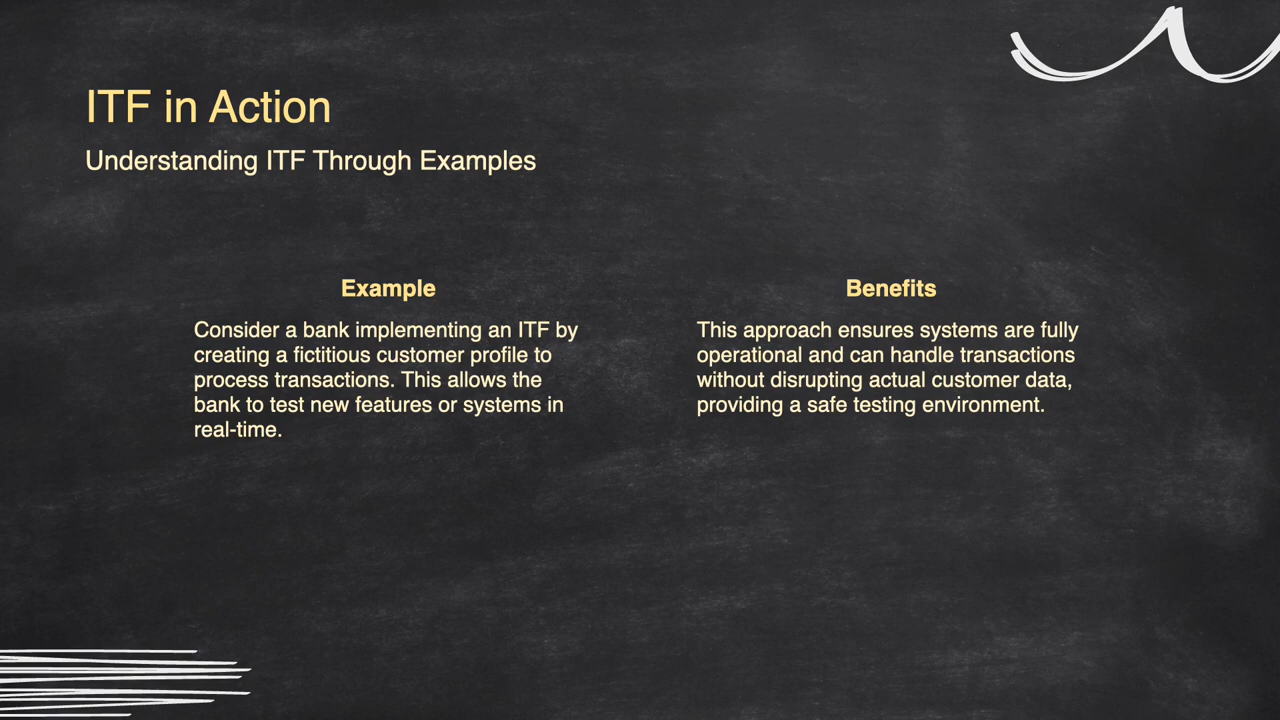 ITF in Action
Understanding ITF Through Examples
Example
Consider a bank implementing an ITF by
creating a fictitious customer profile to
process transactions. This allows the
bank to test new features or systems in
real-time.
Benefits
This approach ensures systems are fully
operational and can handle transactions
without disrupting actual customer data,
providing a safe testing environment.